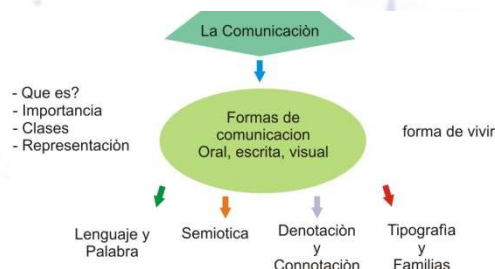 La Comunicaciòn
- Que es?
- Importancia
- Clases
- Representaciòn
Formas de
comunicacion
Oral, escrita, visual
forma de vivir
Lenguaje y
Palabra
Semiotica
Denotaciòn
y
Connotaciòn
Tipografìa
y
Familias